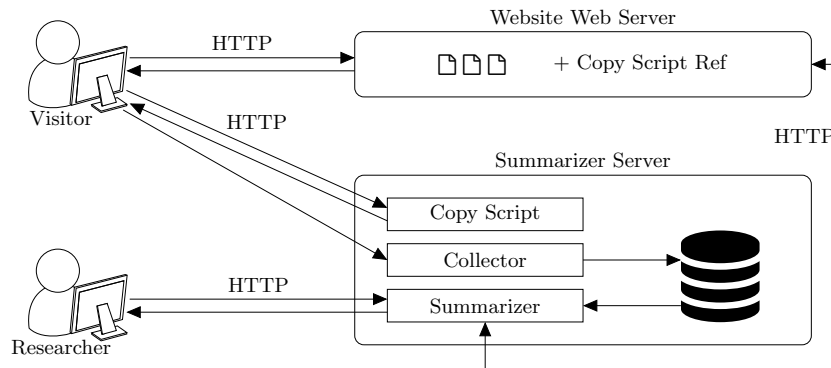 Website Web Server
HTTP
+ Copy Script Ref
Visitor
HTTP
HTTP
Summarizer Server
Copy Script
Collector
HTTP
Summarizer
Researcher